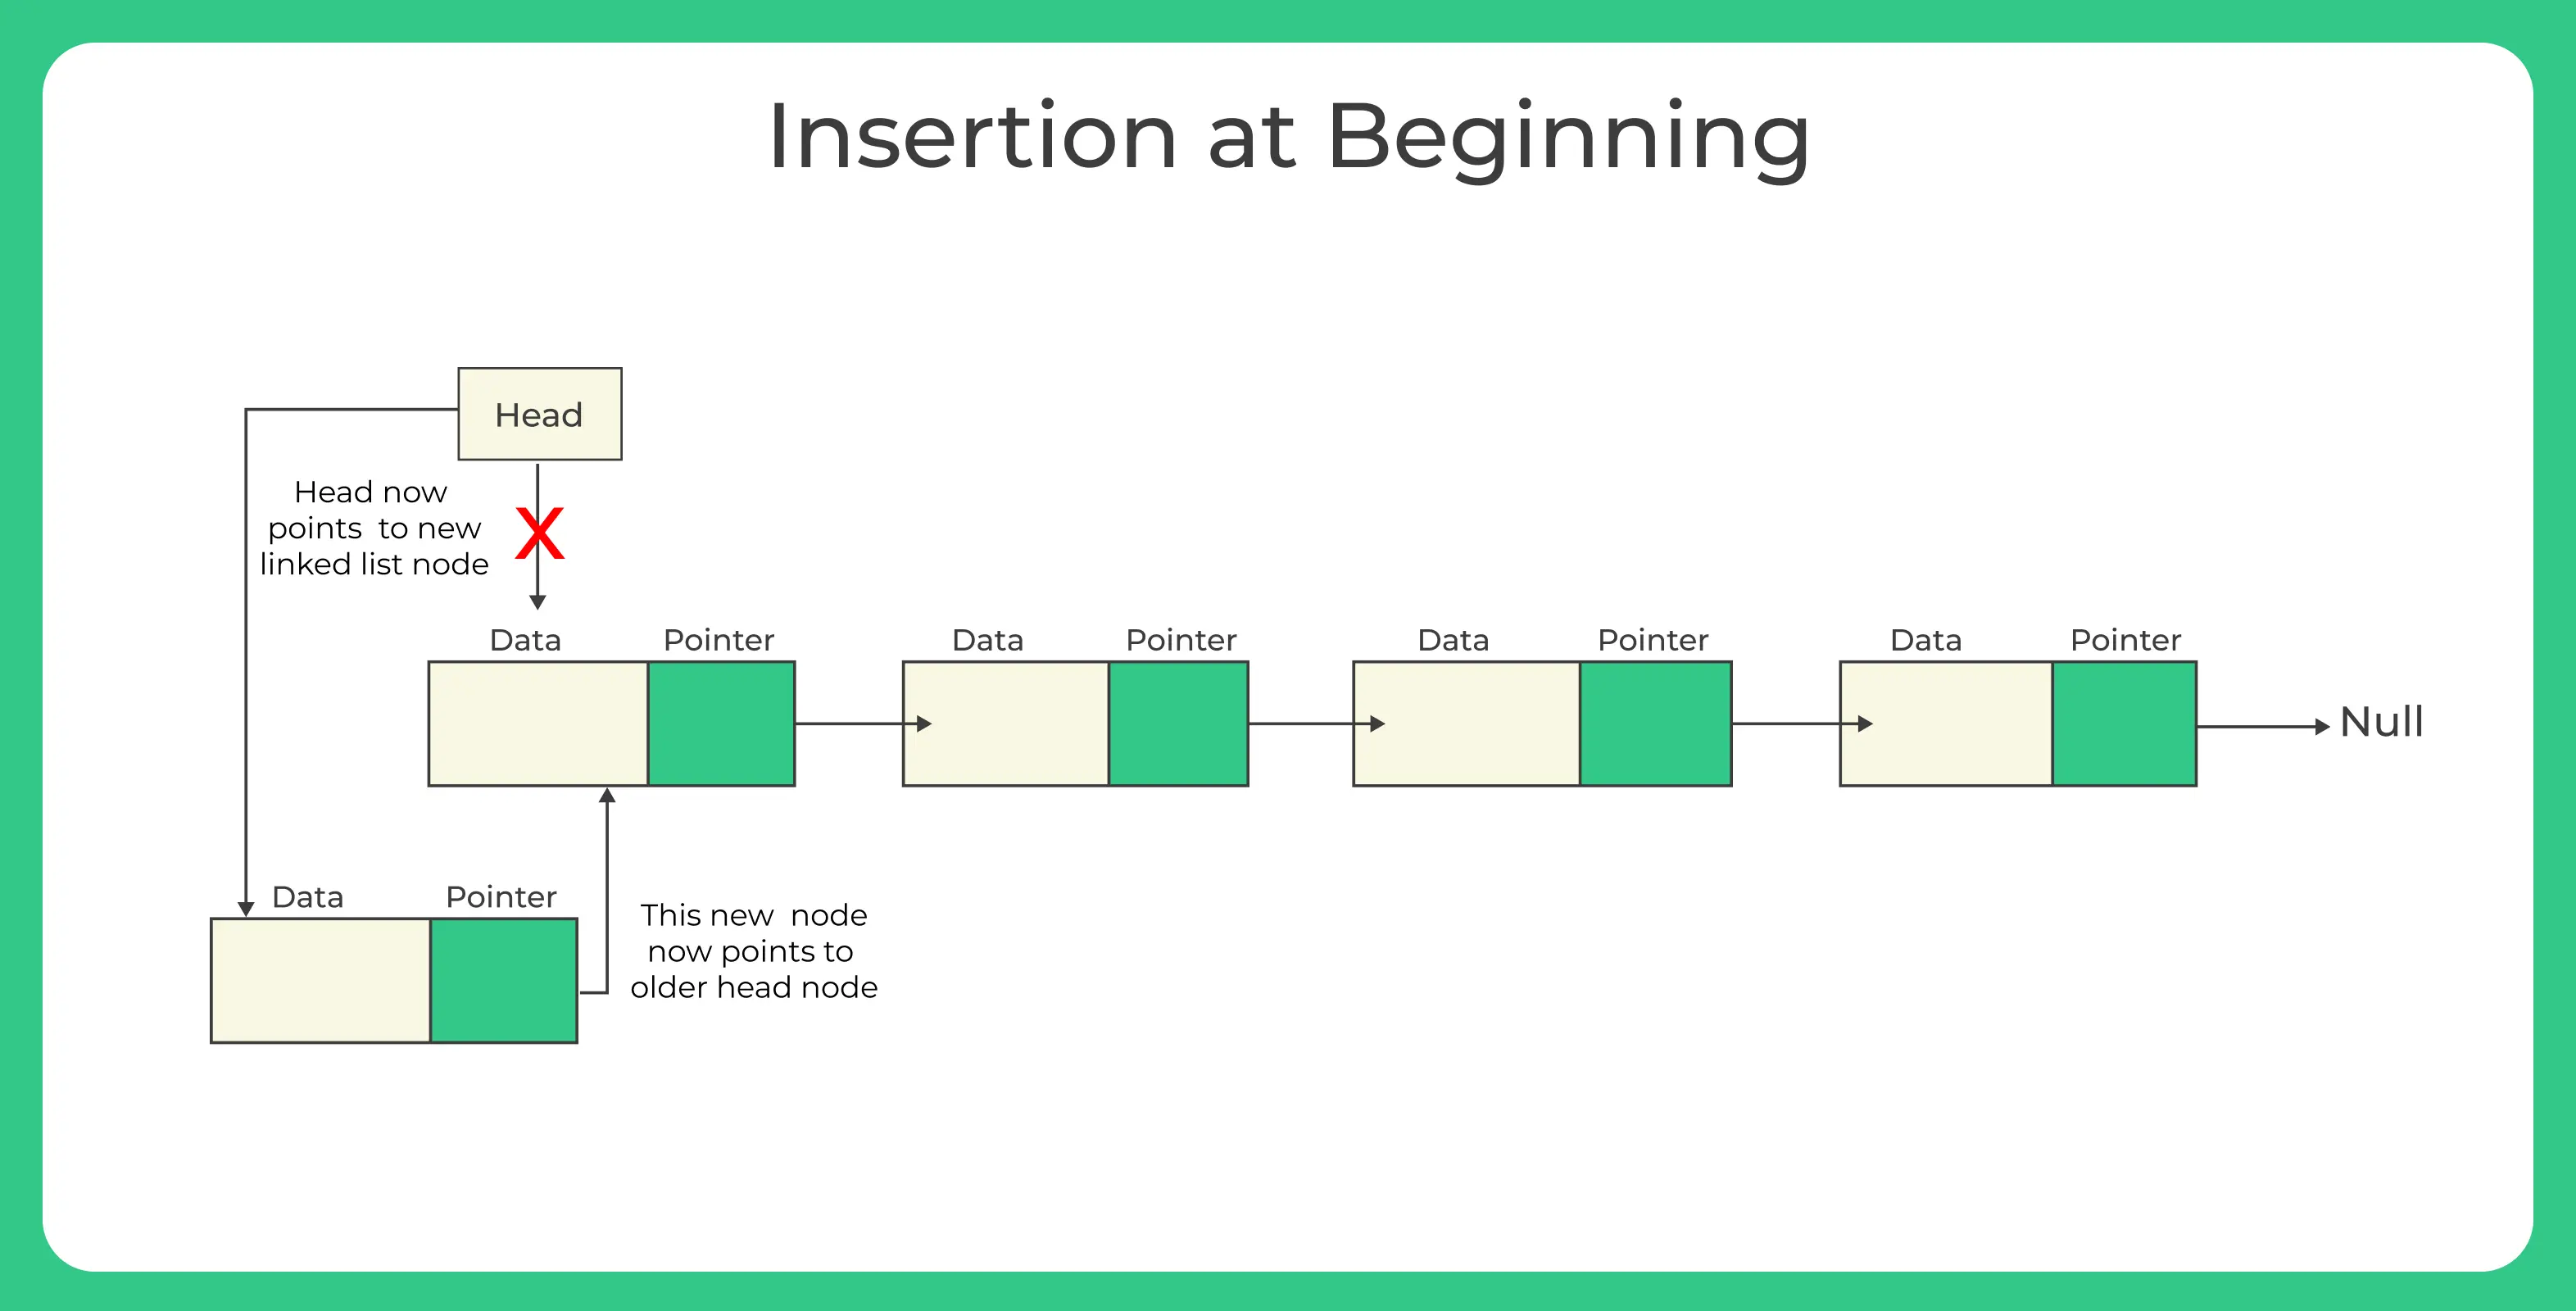 Insertion at Beginning
Head
Head now
points to new
linked list node
X
Data Pointer Data Pointer Data Pointer Data Pointer
Null
Data Pointer
This new node
now points to
older head node